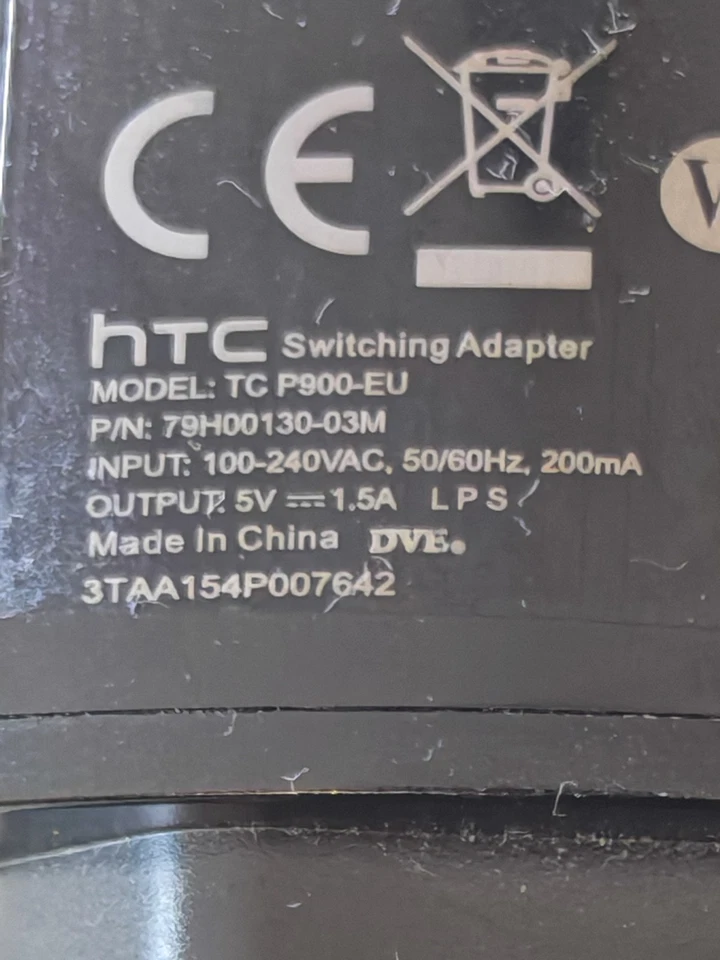 CE
V
hTC Switching Adapter
MODEL: TC P900-EU
P/N: 79H00130-03M
INPUT: 100-240VAC, 50/60Hz, 200mA
OUTPUT: 5V ⎓ 1.5A LPS
Made In China DVE.
3TAA154P007642